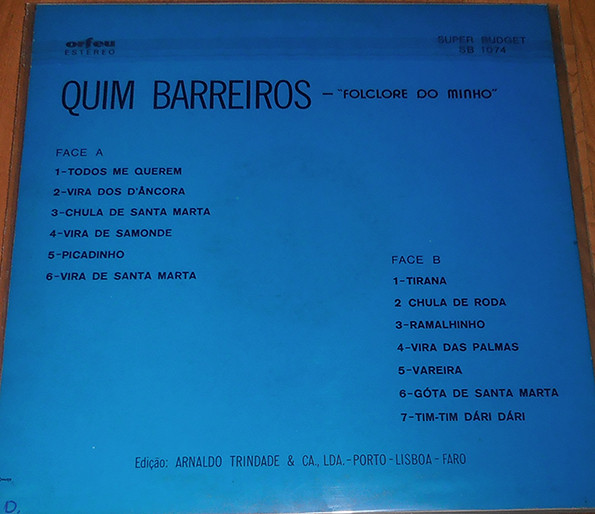 orfeu
ESTÉREO
SUPER BUDGET
SB 1074
QUIM BARREIROS – "FOLCLORE DO MINHO"
FACE A
1-TODOS ME QUEREM
2-VIRA DOS D'ÂNCORA
3-CHULA DE SANTA MARTA
4-VIRA DE SAMONDE
5-PICADINHO
6-VIRA DE SANTA MARTA
FACE B
1-TIRANA
2 CHULA DE RODA
3-RAMALHINHO
4-VIRA DAS PALMAS
5-VAREIRA
6-GÓTA DE SANTA MARTA
7-TIM-TIM DÁRI DÁRI
Edição: ARNALDO TRINDADE & CA., LDA.-PORTO-LISBOA-FARO
D.